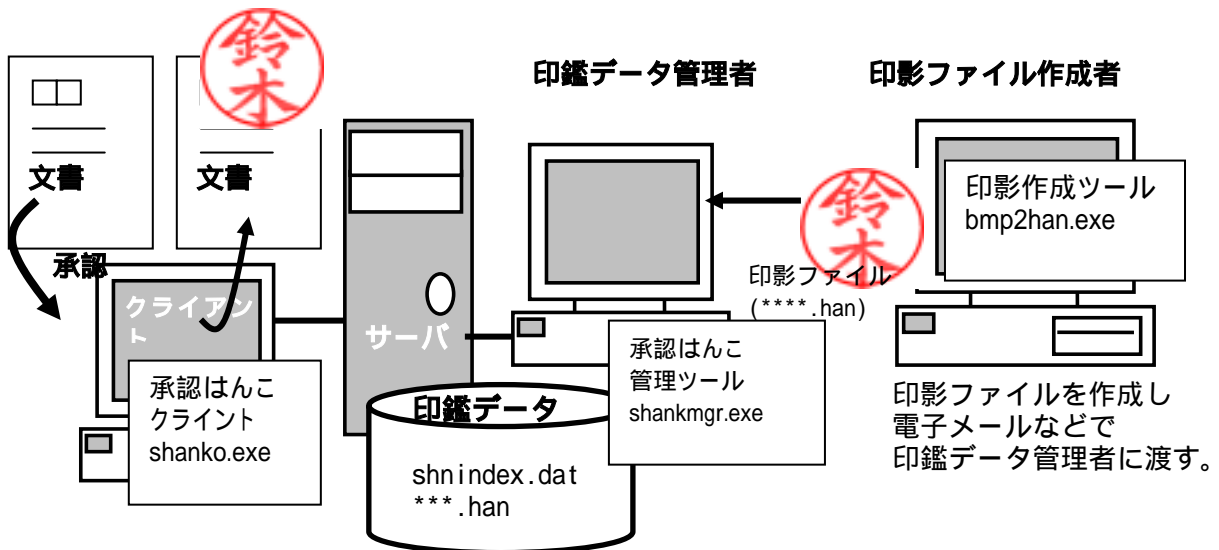 鈴木
印鑑データ管理者
印影ファイル作成者
文書
文書
承認
クライアン
ト
承認はんこ
クライント
shanko.exe
サーバ
印鑑データ
shnindex.dat
***.han
承認はんこ
管理ツール
shankmgr.exe
鈴木
印影ファイル
(****.han)
印影作成ツール
bmp2han.exe
印影ファイルを作成し
電子メールなどで
印鑑データ管理者に渡す。